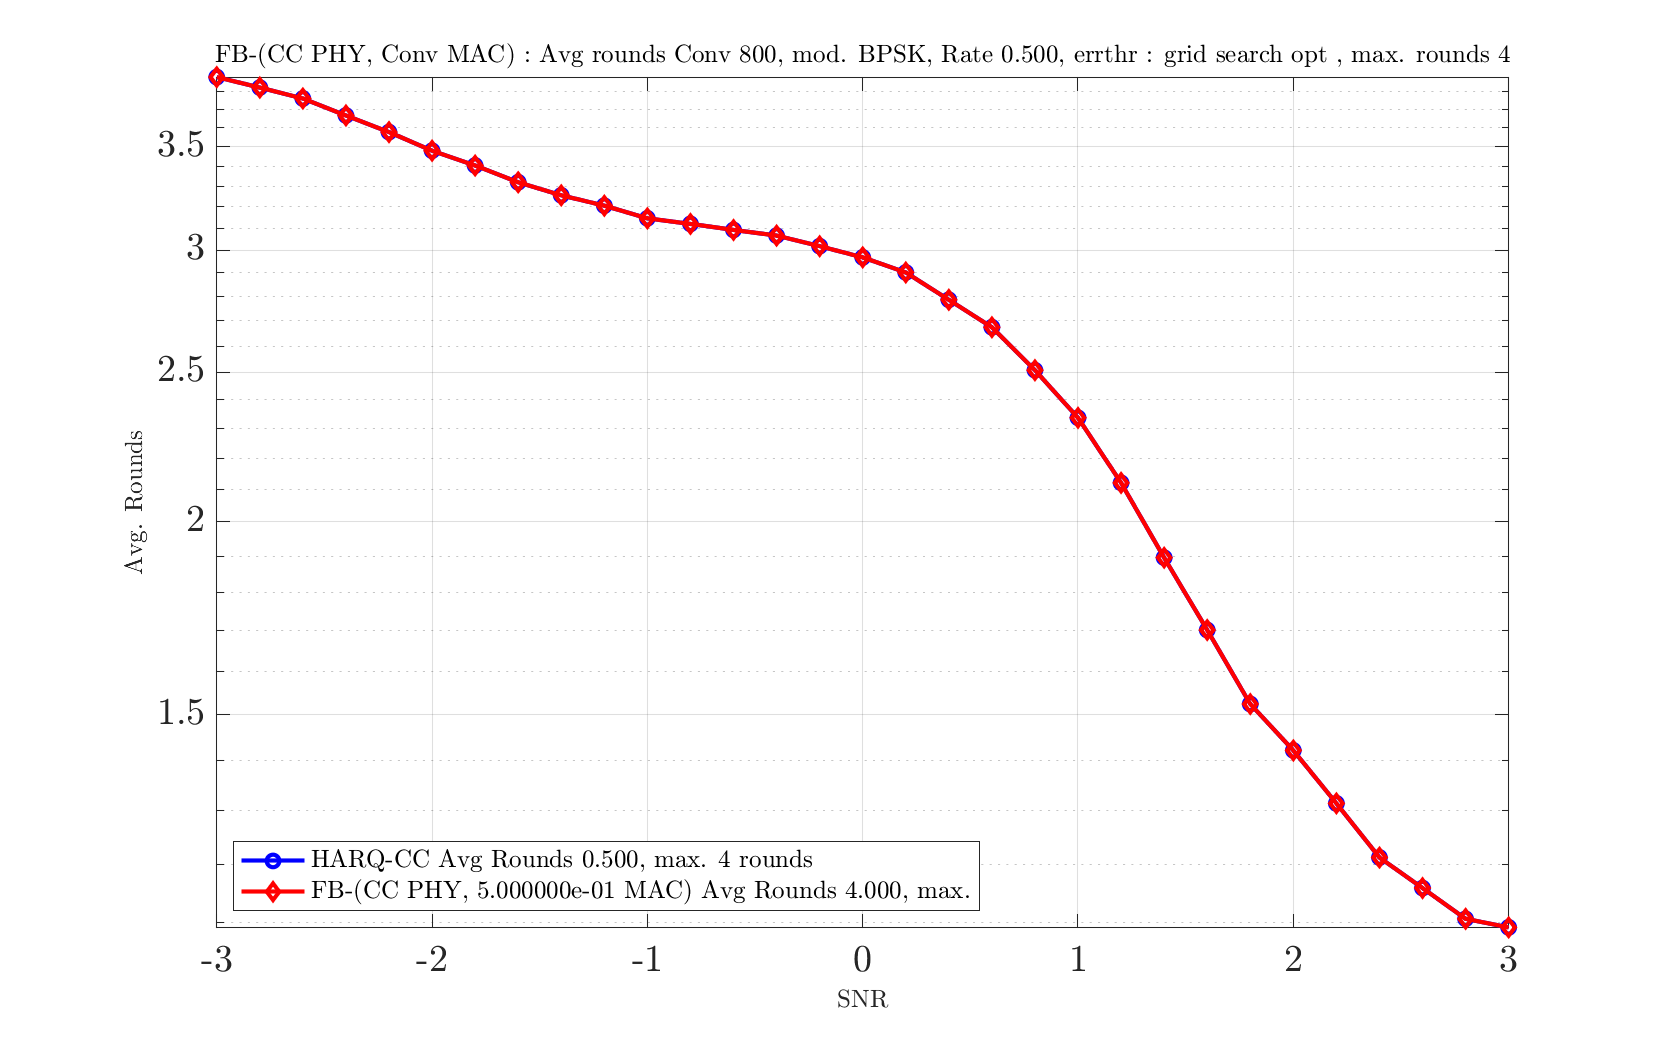 FB-(CC PHY, Conv MAC) : Avg rounds Conv 800, mod. BPSK, Rate 0.500, errthr : grid search opt , max. rounds 4
3.5
3
2.5
2
1.5
Avg. Rounds
HARQ-CC Avg Rounds 0.500, max. 4 rounds
FB-(CC PHY, 5.000000e-01 MAC) Avg Rounds 4.000, max.
-3 -2 -1 0 1 2 3
SNR